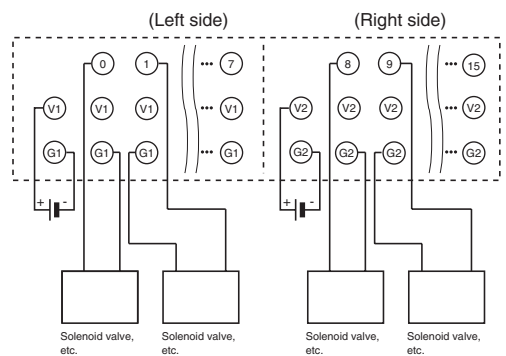 (Left side) (Right side)
0 1 ••• 7 8 9 ••• 15
V1 V1 V1 ••• V1 V2 V2 V2 ••• V2
G1 G1 G1 ••• G1 G2 G2 G2 ••• G2
+ - + -
Solenoid valve, Solenoid valve, Solenoid valve, Solenoid valve,
etc. etc. etc. etc.